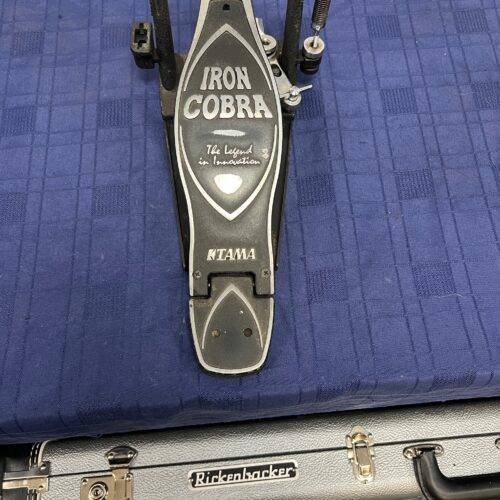 IRON
COBRA
The Legend
in Innovation
TAMA
Rickenbacker